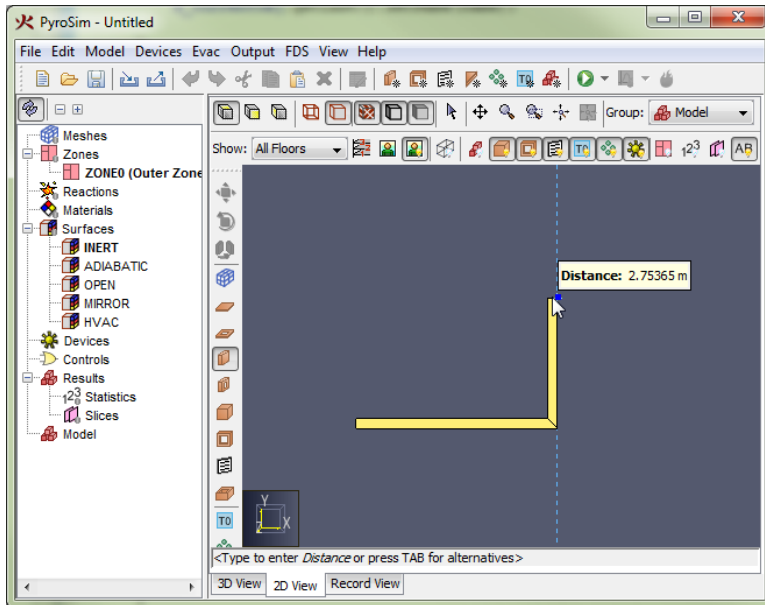 PyroSim - Untitled
File Edit Model Devices Evac Output FDS View Help
Group: Model
Show: All Floors
Meshes
Zones
ZONE0 (Outer Zone
Reactions
Materials
Surfaces
INERT
ADIABATIC
OPEN
MIRROR
HVAC
Devices
Controls
Results
Statistics
Slices
Model
Distance: 2.75365 m
Y
Z X
<Type to enter Distance or press TAB for alternatives>
3D View 2D View Record View